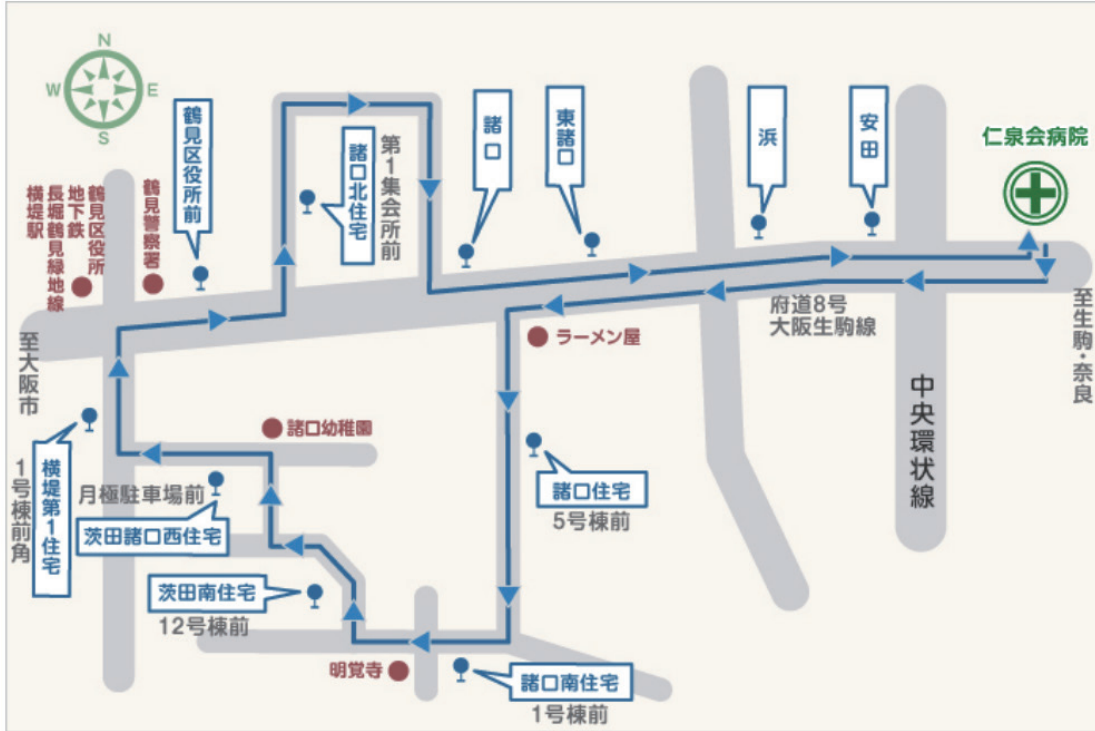 N
W
E
S
仁泉会病院
鶴見区役所前
鶴見警察署
鶴見区役所
地下鉄
長堀鶴見緑地線
横堤駅
諸口北住宅
第1集会所前
諸口
東諸口
浜
安田
至大阪市
府道8号
大阪生駒線
至生駒・奈良
中央環状線
ラーメン屋
諸口幼稚園
横堤第1住宅
1号棟前角
月極駐車場前
茨田諸口西住宅
諸口住宅
5号棟前
茨田南住宅
12号棟前
明覚寺
諸口南住宅
1号棟前